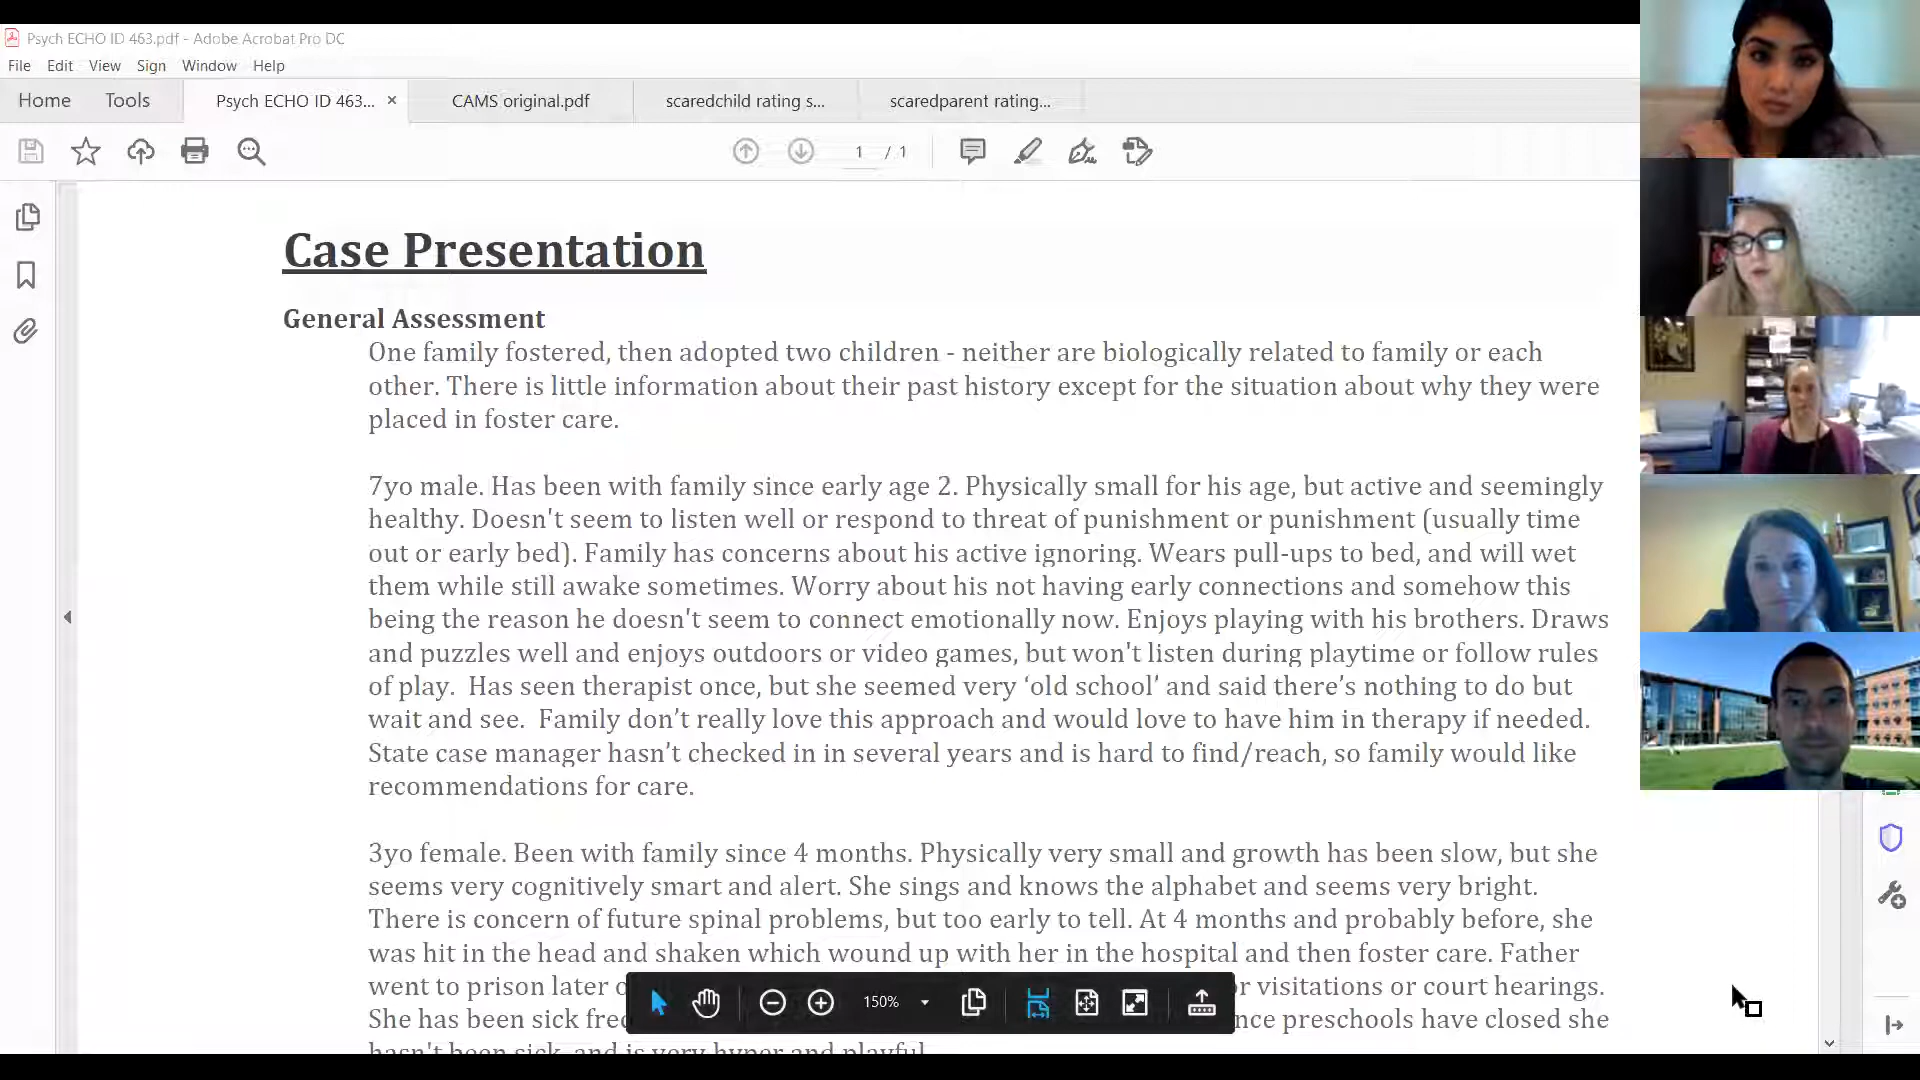 Psych ECHO ID 463.pdf - Adobe Acrobat Pro DC
File Edit View Sign Window Help
Home Tools Psych ECHO ID 463... × CAMS original.pdf scaredchild rating s... scaredparent rating...
1 / 1
Case Presentation
General Assessment
One family fostered, then adopted two children - neither are biologically related to family or each
other. There is little information about their past history except for the situation about why they were
placed in foster care.
7yo male. Has been with family since early age 2. Physically small for his age, but active and seemingly
healthy. Doesn't seem to listen well or respond to threat of punishment or punishment (usually time
out or early bed). Family has concerns about his active ignoring. Wears pull-ups to bed, and will wet
them while still awake sometimes. Worry about his not having early connections and somehow this
being the reason he doesn't seem to connect emotionally now. Enjoys playing with his brothers. Draws
and puzzles well and enjoys outdoors or video games, but won't listen during playtime or follow rules
of play. Has seen therapist once, but she seemed very ‘old school’ and said there’s nothing to do but
wait and see. Family don’t really love this approach and would love to have him in therapy if needed.
State case manager hasn’t checked in in several years and is hard to find/reach, so family would like
recommendations for care.
3yo female. Been with family since 4 months. Physically very small and growth has been slow, but she
seems very cognitively smart and alert. She sings and knows the alphabet and seems very bright.
There is concern of future spinal problems, but too early to tell. At 4 months and probably before, she
was hit in the head and shaken which wound up with her in the hospital and then foster care. Father
went to prison later or visitations or court hearings.
She has been sick preschools have closed she
hasn't been sick, and is very hyper and playful.
150%